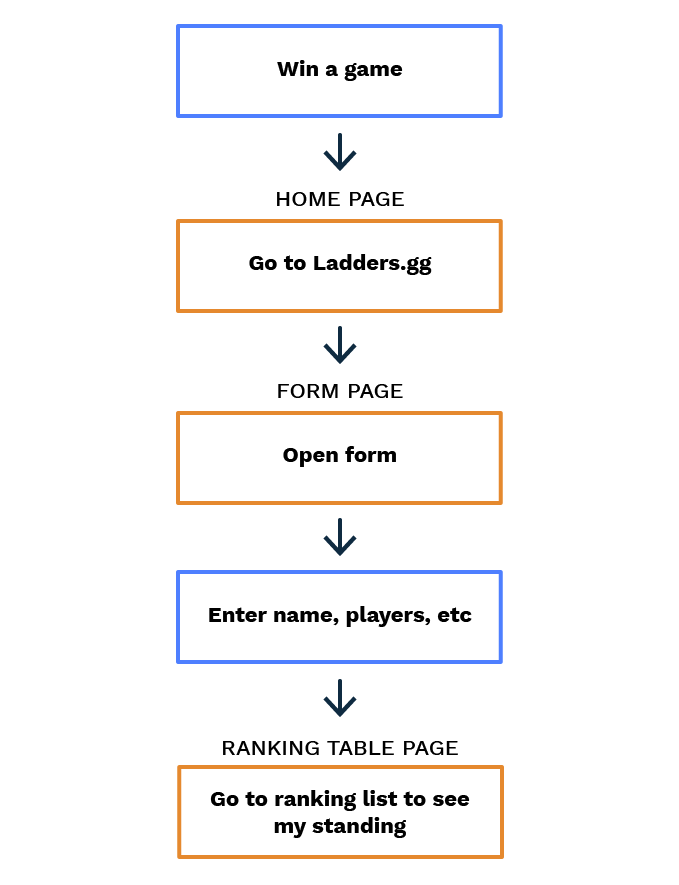 Win a game
HOME PAGE
Go to Ladders.gg
FORM PAGE
Open form
Enter name, players, etc
RANKING TABLE PAGE
Go to ranking list to see
my standing